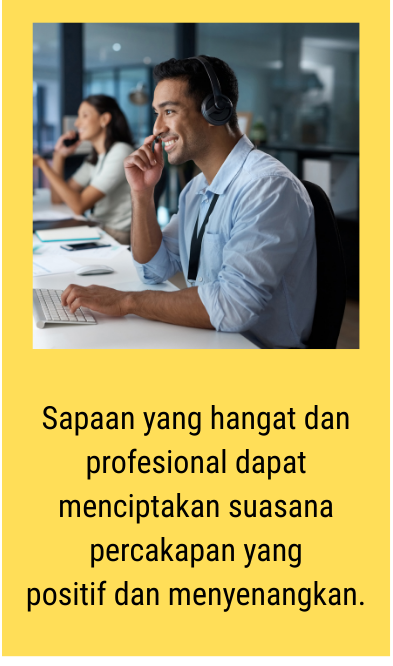 Sapaan yang hangat dan
profesional dapat
menciptakan suasana
percakapan yang
positif dan menyenangkan.